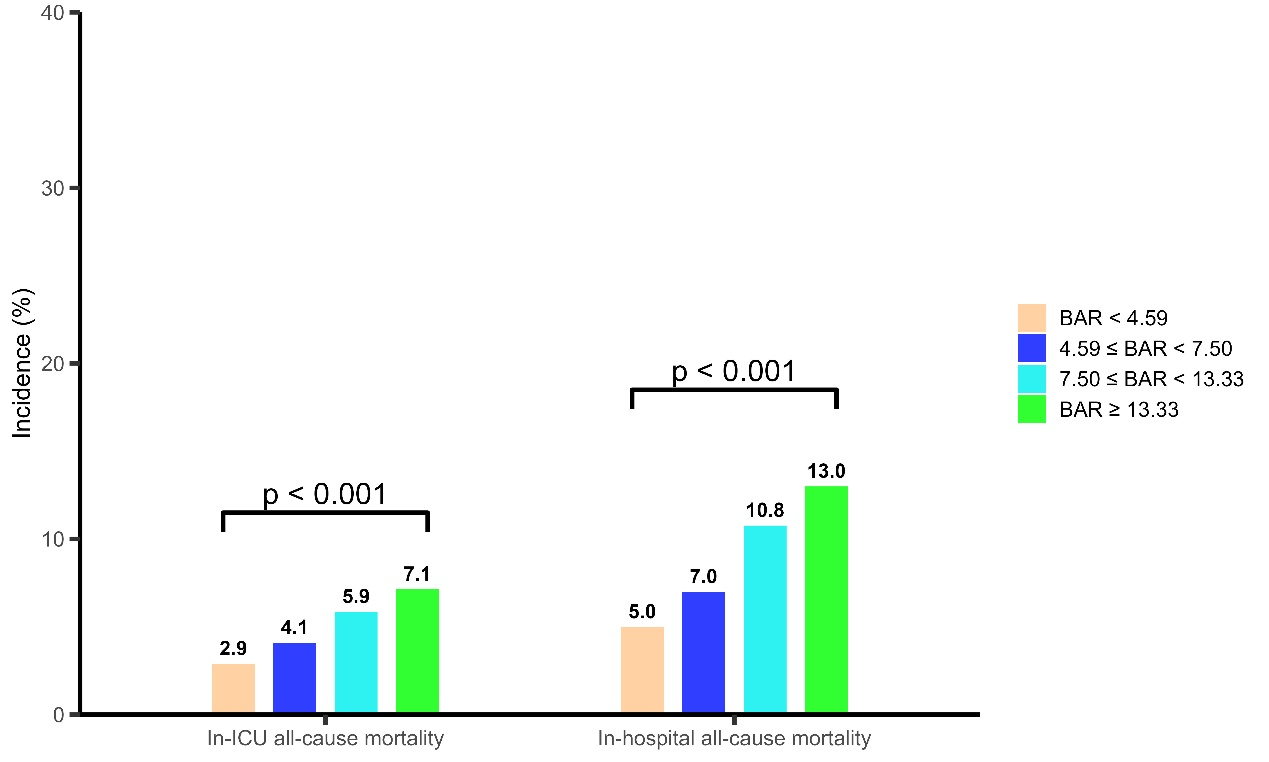 40
30
20
10
0
Incidence (%)
p < 0.001
2.9
4.1
5.9
7.1
p < 0.001
5.0
7.0
10.8
13.0
In-ICU all-cause mortality
In-hospital all-cause mortality
BAR < 4.59
4.59 ≤ BAR < 7.50
7.50 ≤ BAR < 13.33
BAR ≥ 13.33